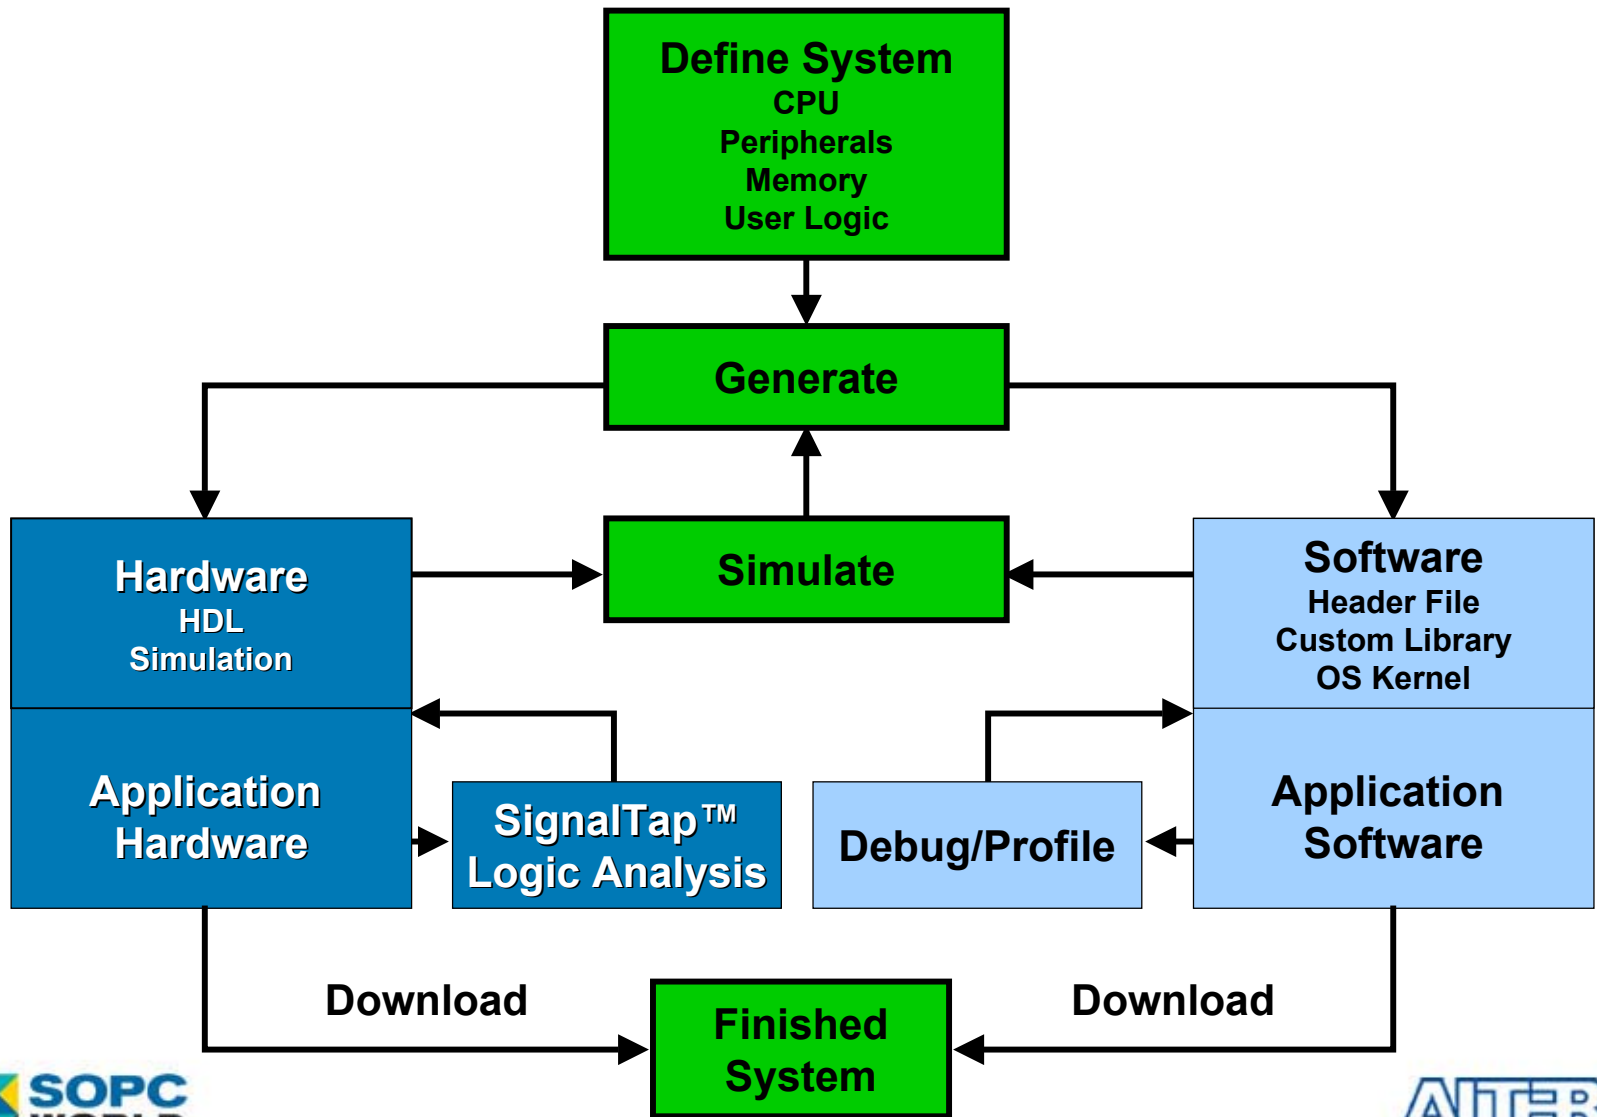 Define System
CPU
Peripherals
Memory
User Logic
Generate
Hardware
HDL
Simulation
Simulate
Software
Header File
Custom Library
OS Kernel
Application
Hardware
SignalTap™
Logic Analysis
Debug/Profile
Application
Software
Download
Finished
System
Download
SOPC
WORLD